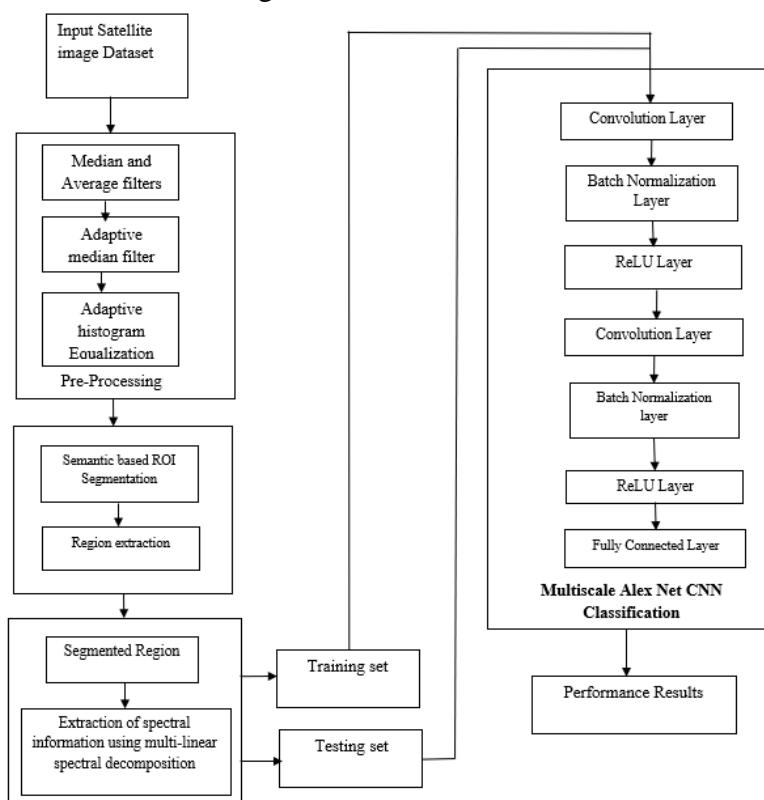 Input Satellite
image Dataset
Median and
Average filters
Adaptive
median filter
Adaptive
histogram
Equalization
Pre-Processing
Semantic based ROI
Segmentation
Region extraction
Segmented Region
Extraction of spectral
information using multi-linear
spectral decomposition
Training set
Testing set
Convolution Layer
Batch Normalization
Layer
ReLU Layer
Convolution Layer
Batch Normalization
layer
ReLU Layer
Fully Connected Layer
Multiscale Alex Net CNN
Classification
Performance Results